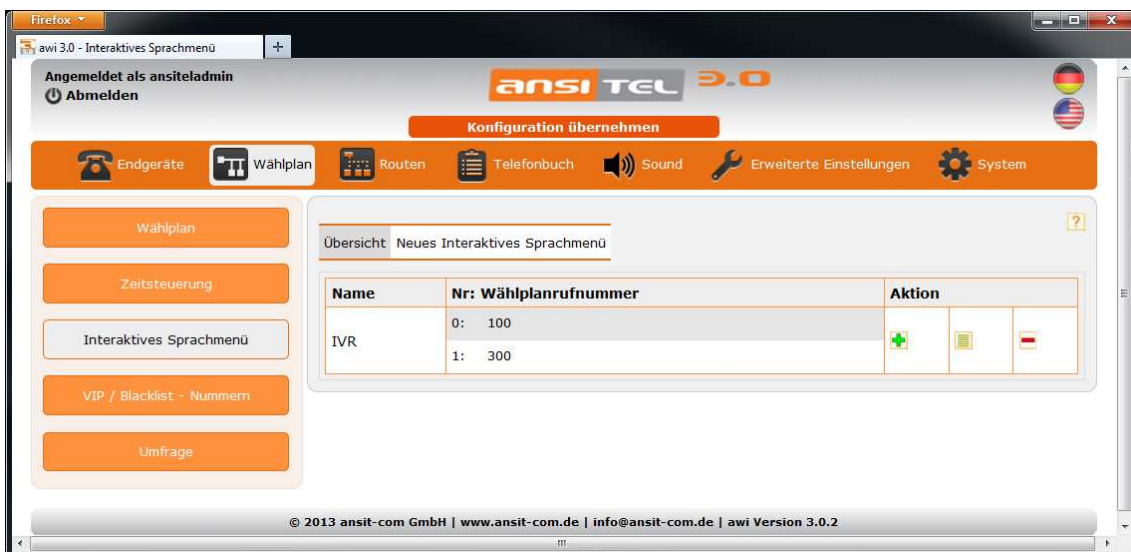 Firefox
awi 3.0 - Interaktives Sprachmenü
+
Angemeldet als ansiteladmin
Abmelden
ansi TEL 3.0
Konfiguration übernehmen
Endgeräte Wählplan Routen Telefonbuch Sound Erweiterte Einstellungen System
Wählplan
Zeitsteuerung
Interaktives Sprachmenü
VIP / Blacklist - Nummern
Umfrage
?
Übersicht Neues Interaktives Sprachmenü
Name Nr: Wählplanrufnummer Aktion
IVR
0: 100
1: 300
© 2013 ansit-com GmbH | www.ansit-com.de | info@ansit-com.de | awi Version 3.0.2